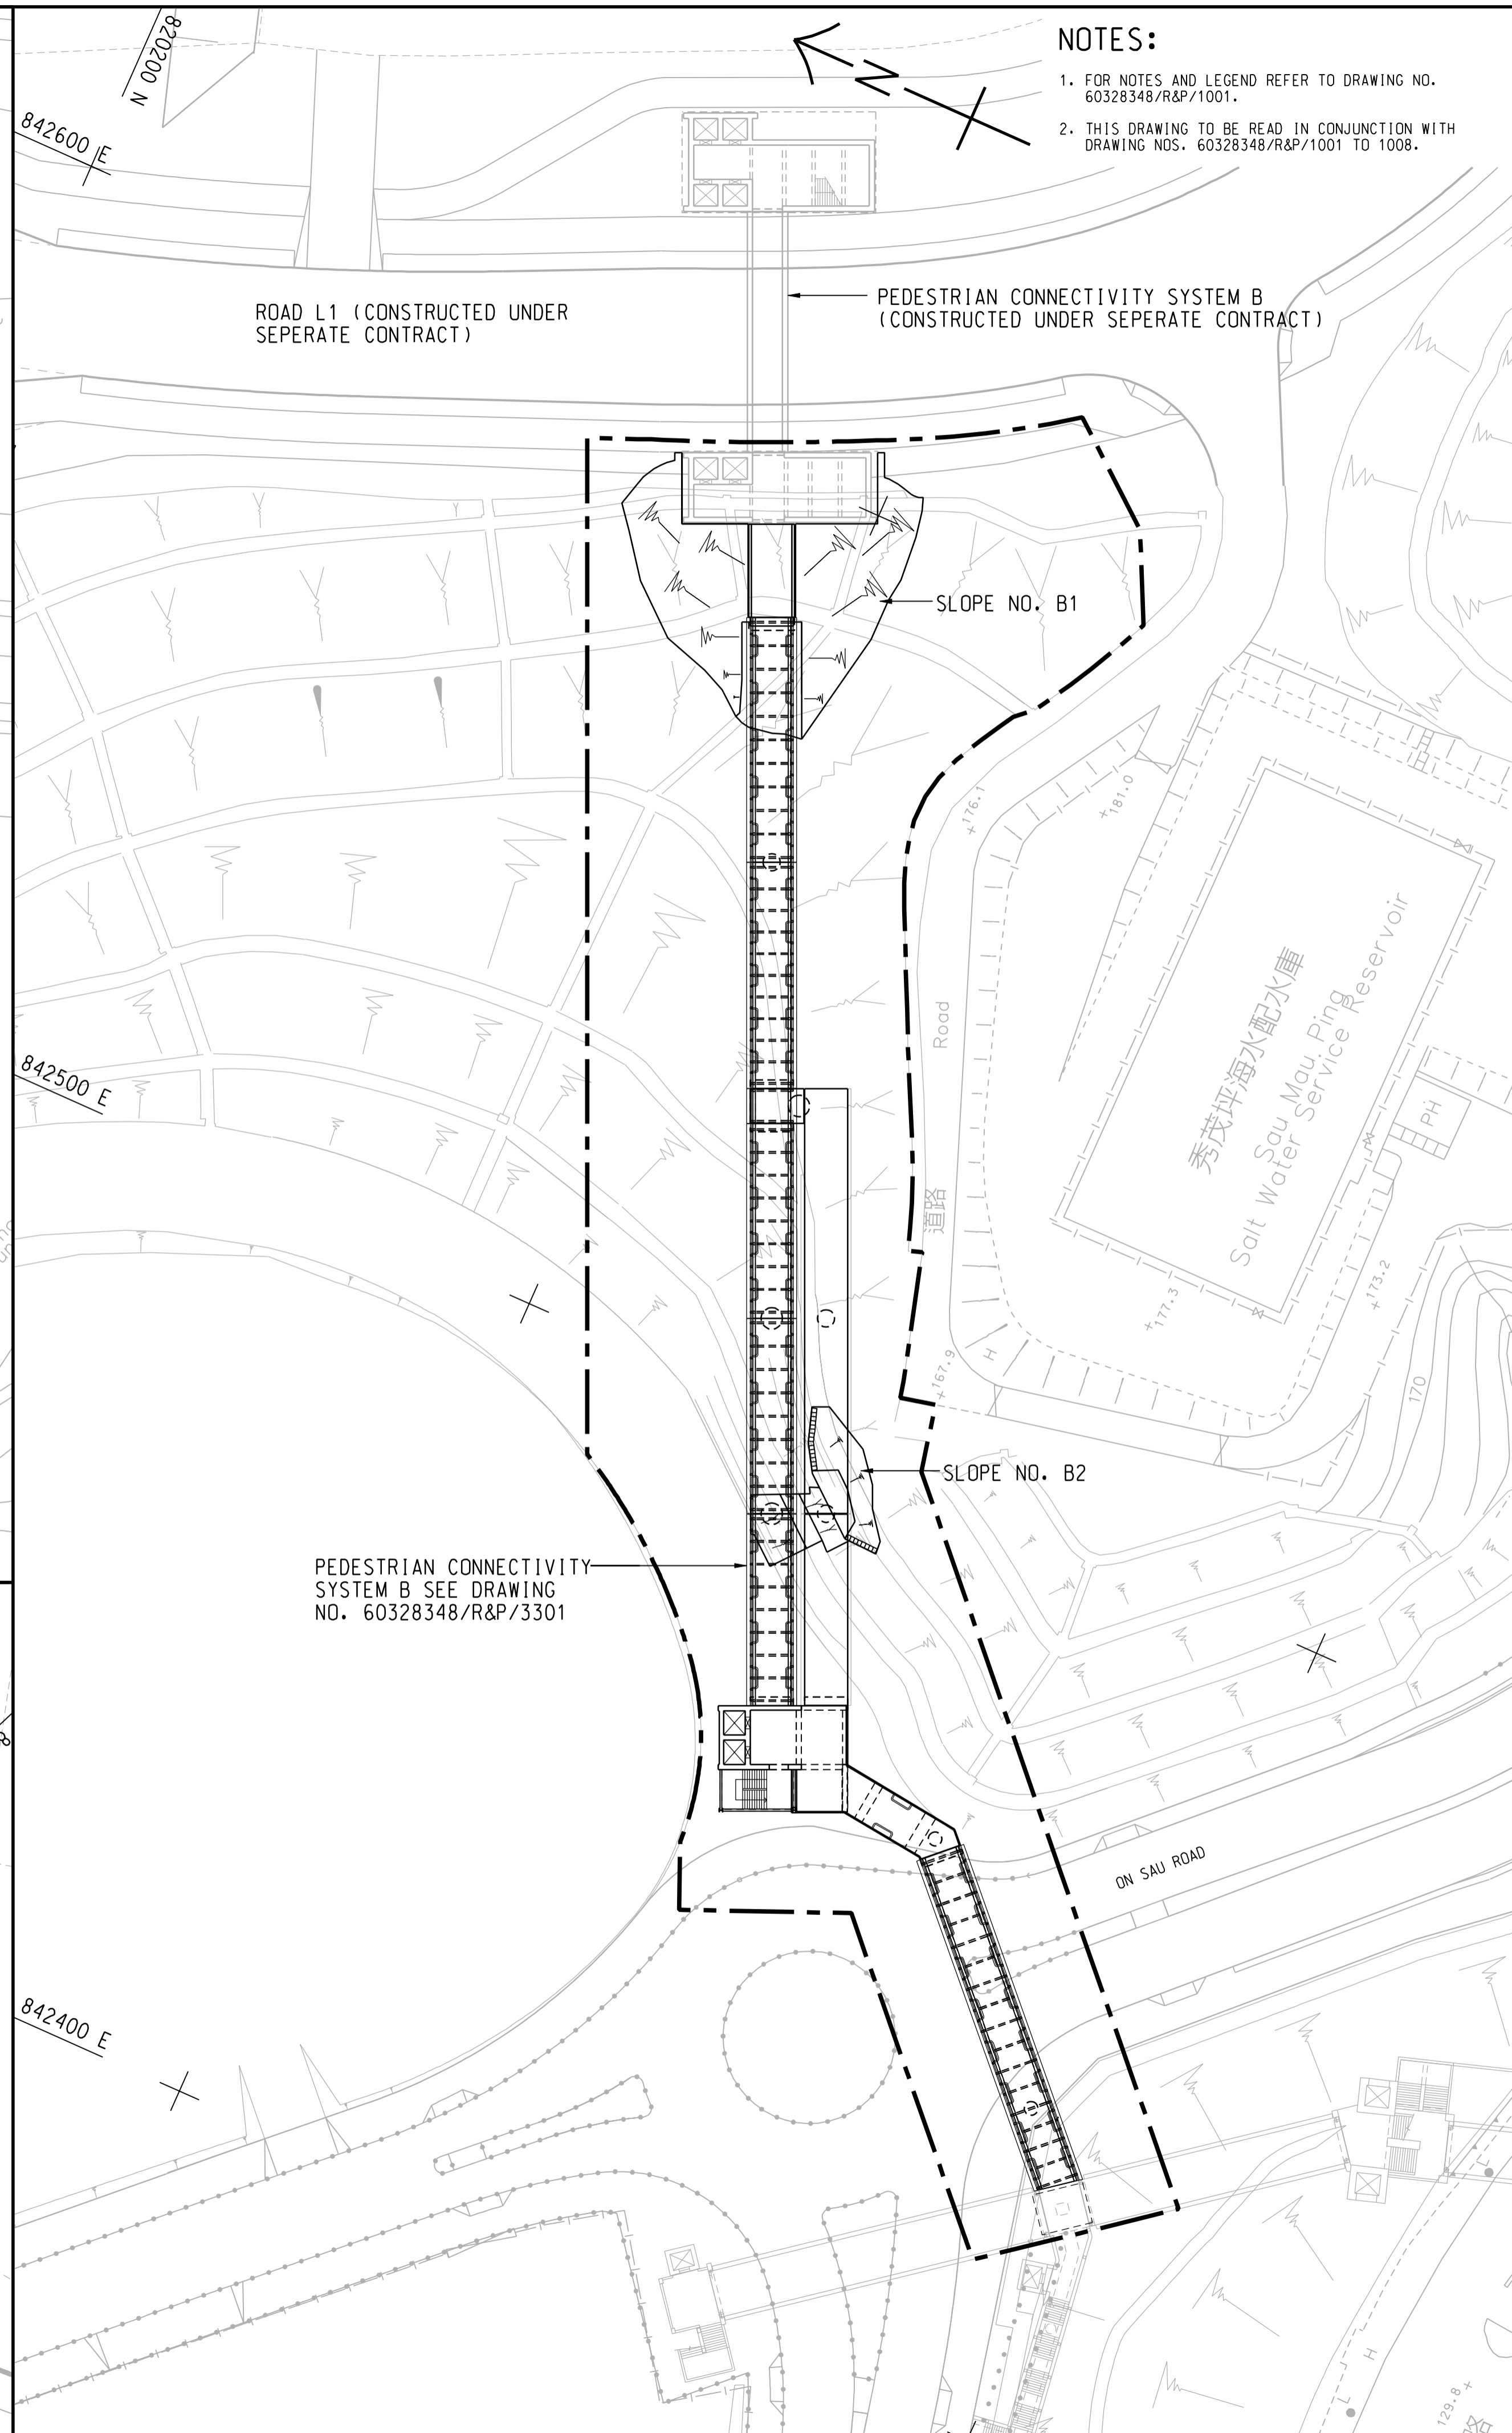 NOTES:
1. FOR NOTES AND LEGEND REFER TO DRAWING NO.
60328348/R&P/1001.
2. THIS DRAWING TO BE READ IN CONJUNCTION WITH
DRAWING NOS. 60328348/R&P/1001 TO 1008.
820200 N
842600 E
N
ROAD L1 (CONSTRUCTED UNDER
SEPERATE CONTRACT)
PEDESTRIAN CONNECTIVITY SYSTEM B
(CONSTRUCTED UNDER SEPERATE CONTRACT)
SLOPE NO. B1
+176.1
+181.0
秀茂坪海水配水庫
Sau Mau Ping
Salt Water Service Reservoir
Road
道路
842500 E
PH
+173.2
+177.3
+167.9
H
170
SLOPE NO. B2
PEDESTRIAN CONNECTIVITY
SYSTEM B SEE DRAWING
NO. 60328348/R&P/3301
ON SAU ROAD
842400 E
L
L
H
L
129.8 +
路